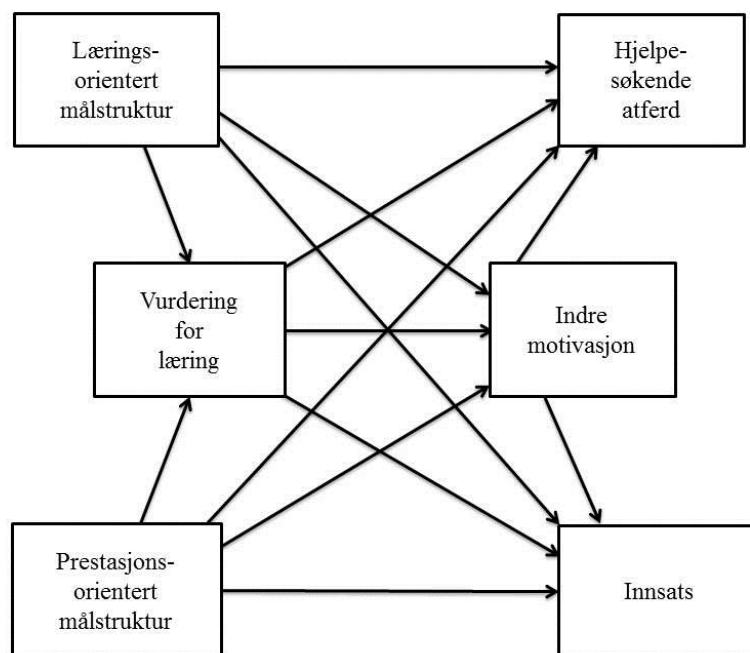 Lærings-
orientert
målstruktur
Hjelpe-
søkende
atferd
Vurdering
for
læring
Indre
motivasjon
Prestasjons-
orientert
målstruktur
Innsats